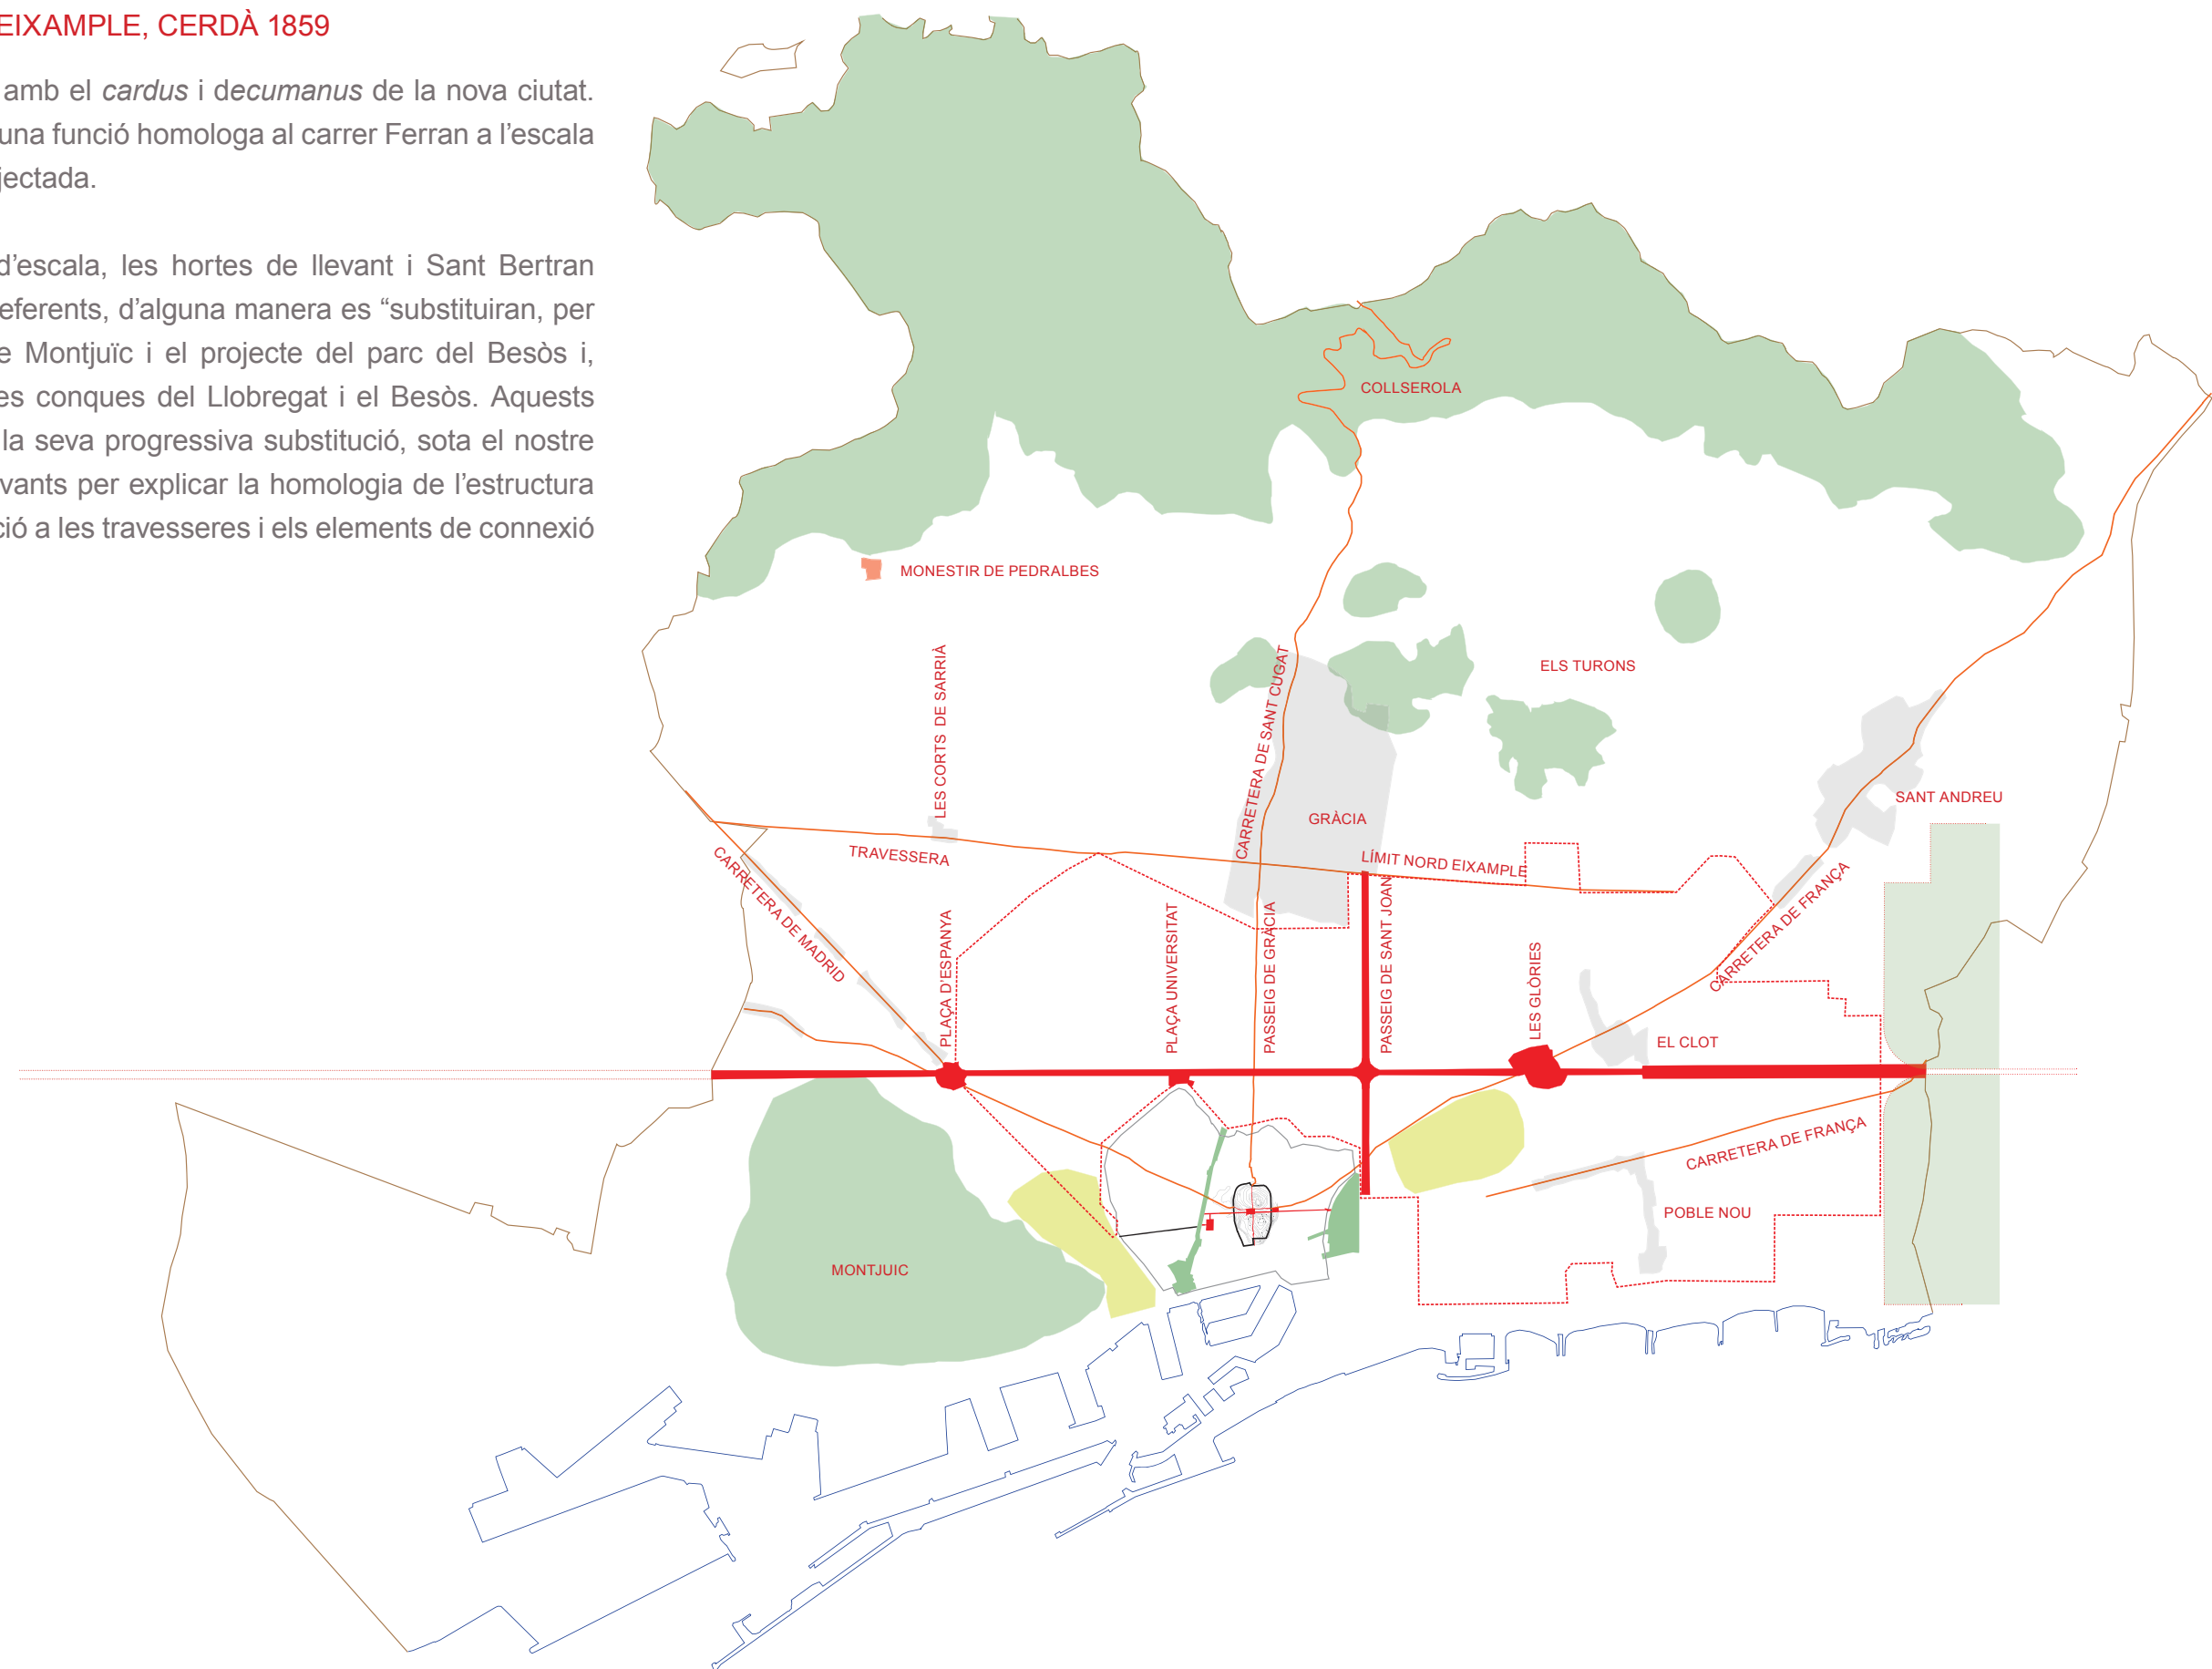 EIXAMPLE, CERDÀ 1859
amb el cardus i decumanus de la nova ciutat.
una funció homologa al carrer Ferran a l’escala
jectada.
d’escala, les hortes de llevant i Sant Bertran
eferents, d’alguna manera es “substituiran, per
e Montjuïc i el projecte del parc del Besòs i,
es conques del Llobregat i el Besòs. Aquests
la seva progressiva substitució, sota el nostre
vants per explicar la homologia de l’estructura
ció a les travesseres i els elements de connexió
COLLSEROLA
MONESTIR DE PEDRALBES
ELS TURONS
LES CORTS DE SARRIÀ
CARRETERA DE SANT CUGAT
SANT ANDREU
GRÀCIA
TRAVESSERA
LÍMIT NORD EIXAMPLE
CARRETERA DE MADRID
CARRETERA DE FRANÇA
PLAÇA D’ESPANYA
PLAÇA UNIVERSITAT
PASSEIG DE GRÀCIA
PASSEIG DE SANT JOAN
LES GLÒRIES
EL CLOT
CARRETERA DE FRANÇA
POBLE NOU
MONTJUIC